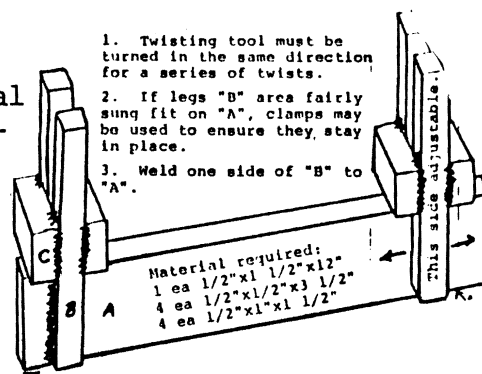 al
-
1. Twisting tool must be
turned in the same direction
for a series of twists.
2. If legs "B" area fairly
sung fit on "A", clamps may
be used to ensure they stay
in place.
3. Weld one side of "B" to
"A".
This side adjustable.
C
B
A
Material required:
1 ea 1/2"x1 1/2"x12"
4 ea 1/2"x1/2"x3 1/2"
4 ea 1/2"x1"x1 1/2"